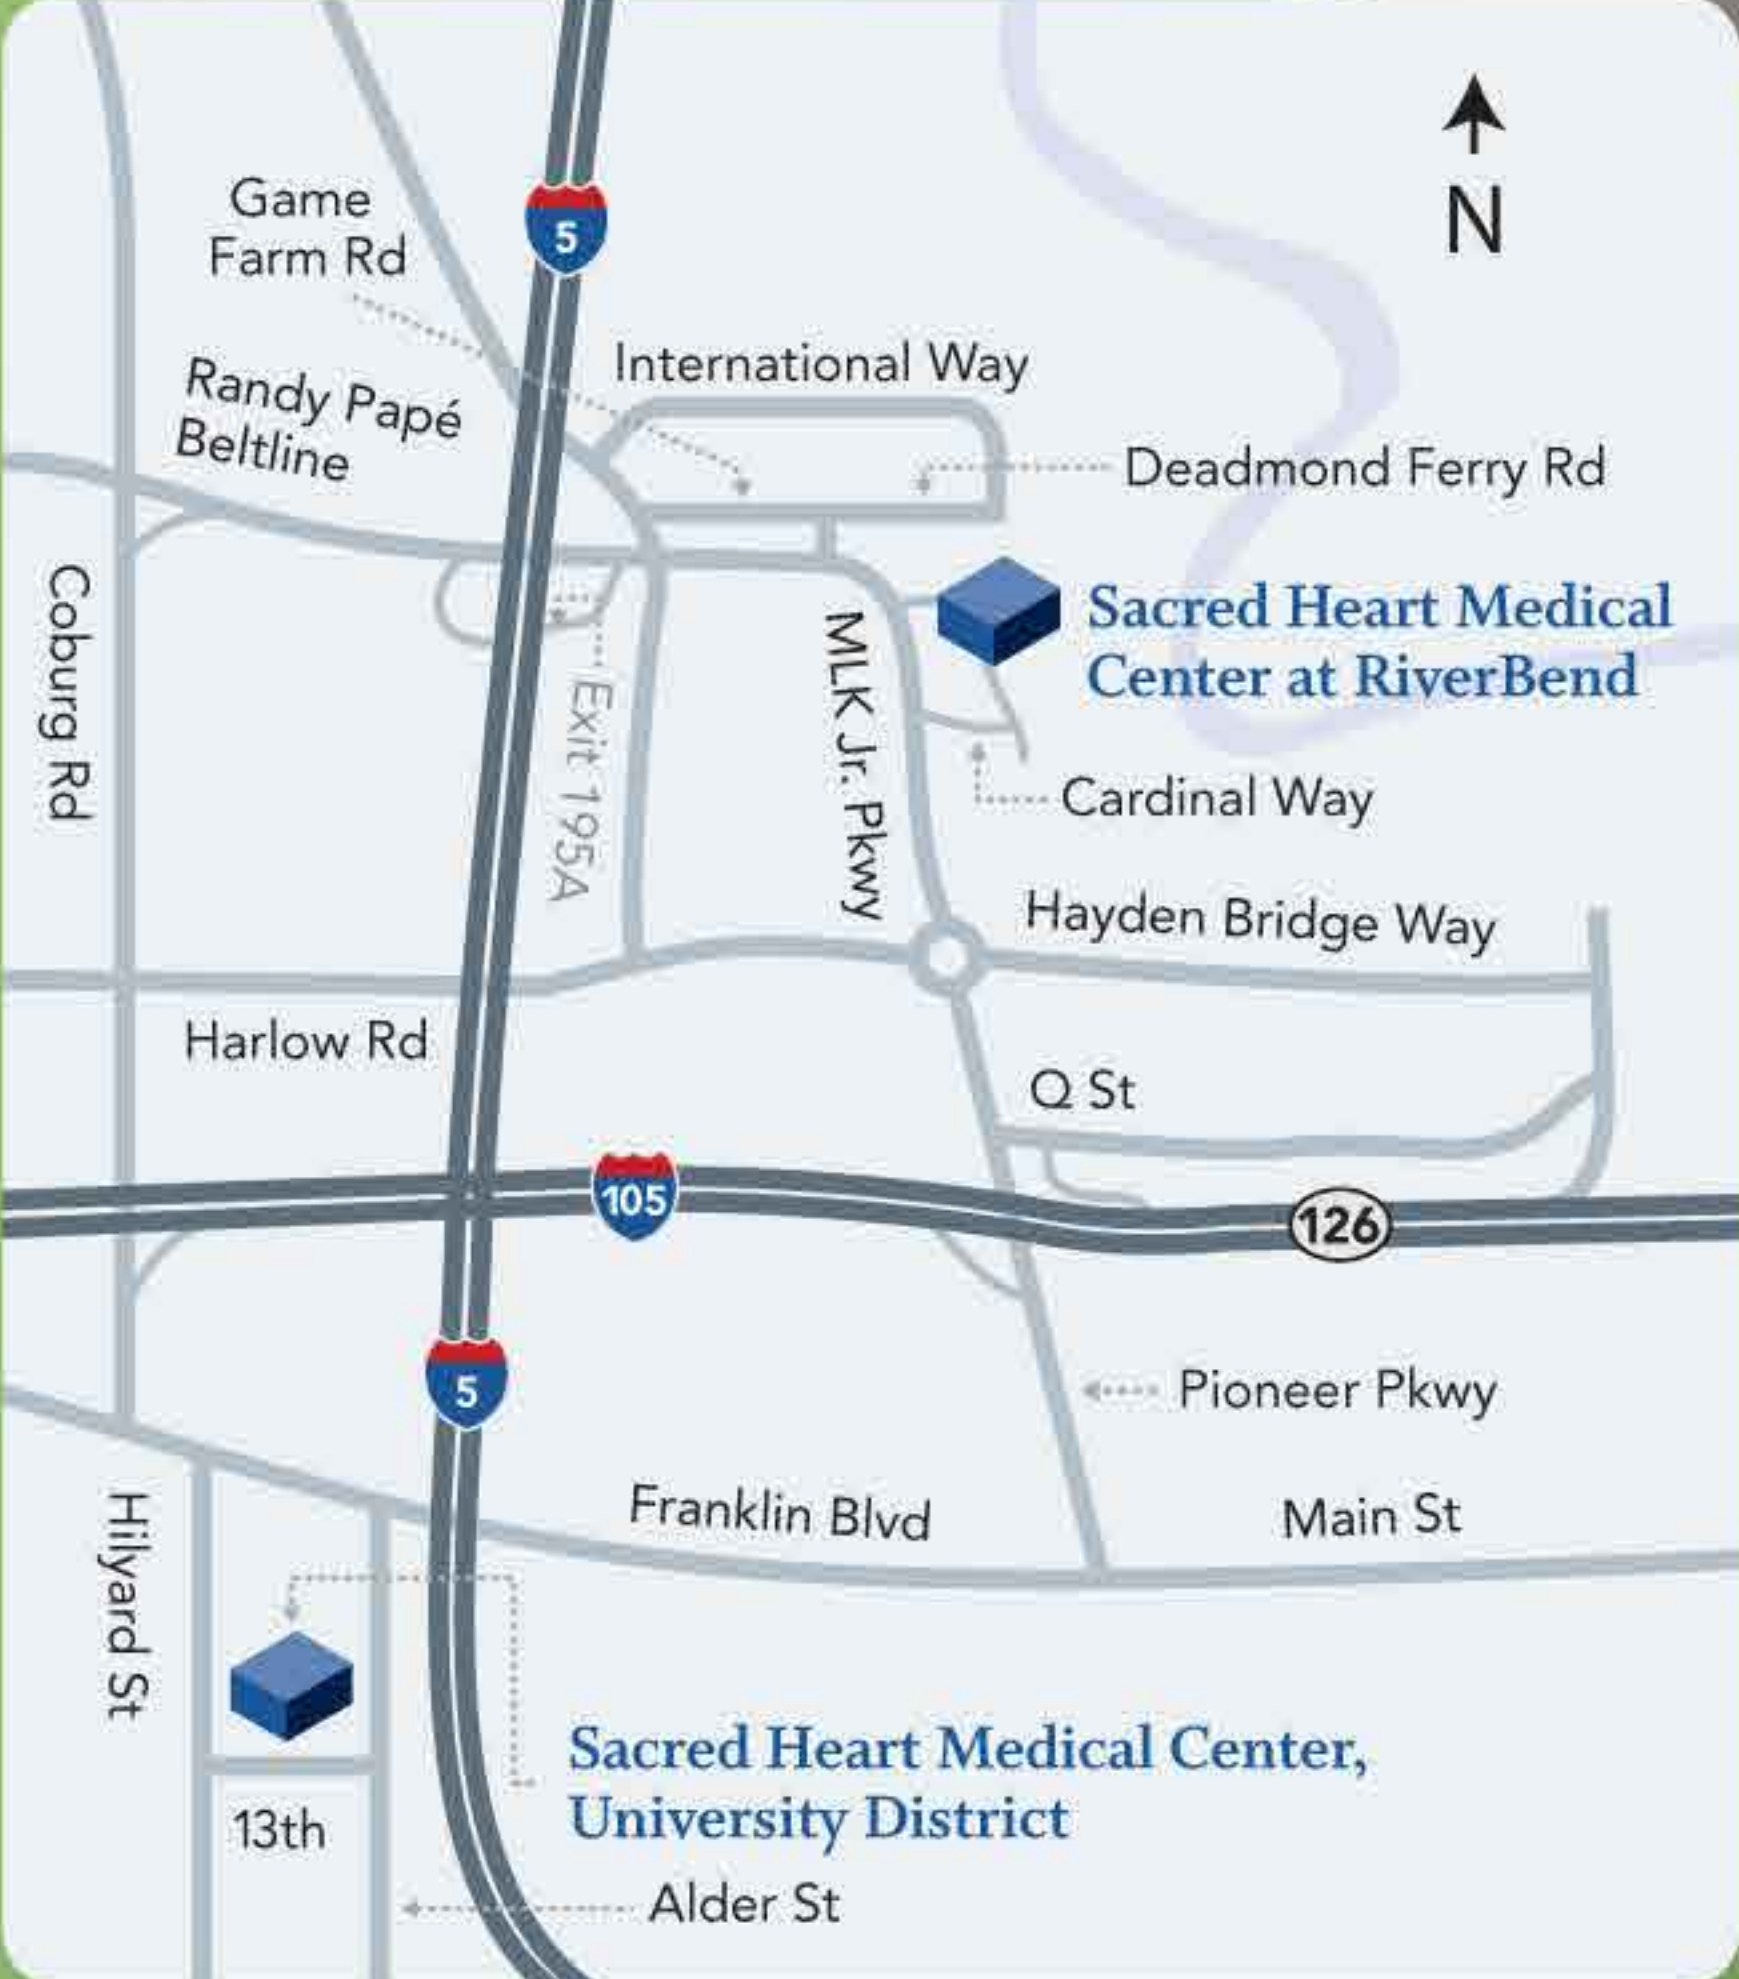 N
Game
Farm Rd
5
International Way
Randy Papé
Beltline
Deadmond Ferry Rd
Coburg Rd
Exit 195A
MLK Jr. Pkwy
Sacred Heart Medical
Center at RiverBend
Cardinal Way
Hayden Bridge Way
Harlow Rd
Q St
105
126
5
Pioneer Pkwy
Franklin Blvd
Main St
Hilyard St
Sacred Heart Medical Center,
University District
13th
Alder St